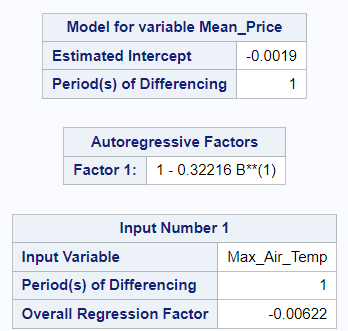 Model for variable Mean_Price
Estimated Intercept -0.0019
Period(s) of Differencing 1
Autoregressive Factors
Factor 1: 1 - 0.32216 B**(1)
Input Number 1
Input Variable Max_Air_Temp
Period(s) of Differencing 1
Overall Regression Factor -0.00622